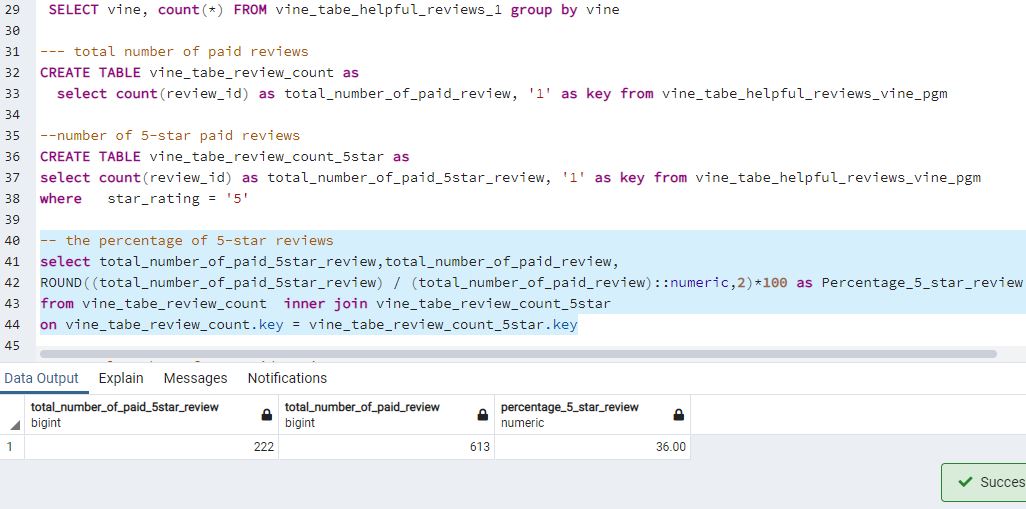 29 SELECT vine, count(*) FROM vine_tabe_helpful_reviews_1 group by vine
30
31 --- total number of paid reviews
32 CREATE TABLE vine_tabe_review_count as
33 select count(review_id) as total_number_of_paid_review, '1' as key from vine_tabe_helpful_reviews_vine_pgm
34
35 --number of 5-star paid reviews
36 CREATE TABLE vine_tabe_review_count_5star as
37 select count(review_id) as total_number_of_paid_5star_review, '1' as key from vine_tabe_helpful_reviews_vine_pgm
38 where star_rating = '5'
39
40 -- the percentage of 5-star reviews
41 select total_number_of_paid_5star_review,total_number_of_paid_review,
42 ROUND((total_number_of_paid_5star_review) / (total_number_of_paid_review)::numeric,2)*100 as Percentage_5_star_review
43 from vine_tabe_review_count inner join vine_tabe_review_count_5star
44 on vine_tabe_review_count.key = vine_tabe_review_count_5star.key
45
Data Output Explain Messages Notifications
total_number_of_paid_5star_review total_number_of_paid_review percentage_5_star_review
bigint bigint numeric
1 222 613 36.00
Succes